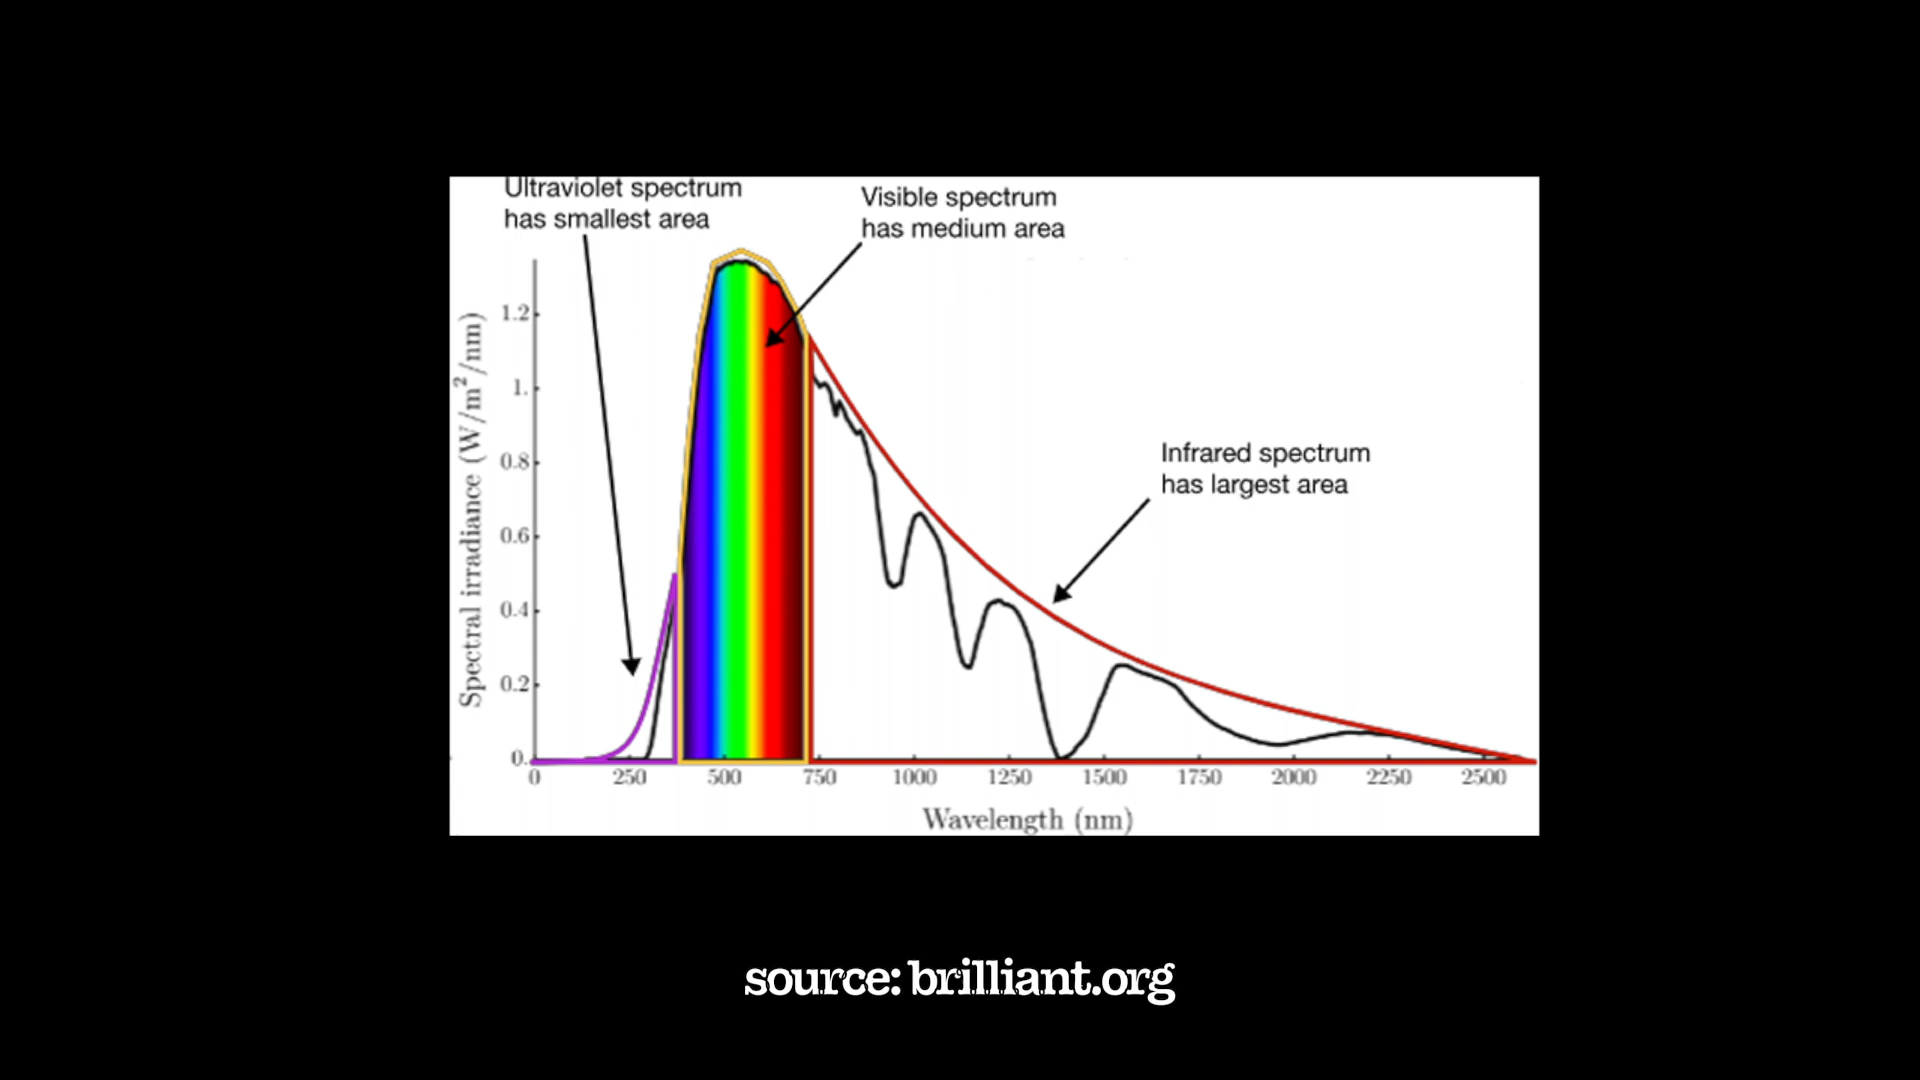 Ultraviolet spectrum
has smallest area
Visible spectrum
has medium area
Infrared spectrum
has largest area
Spectral irradiance (W/m²/nm)
1.2
1.
0.8
0.6
0.4
0.2
0.
0 250 500 750 1000 1250 1500 1750 2000 2250 2500
Wavelength (nm)
source: brilliant.org